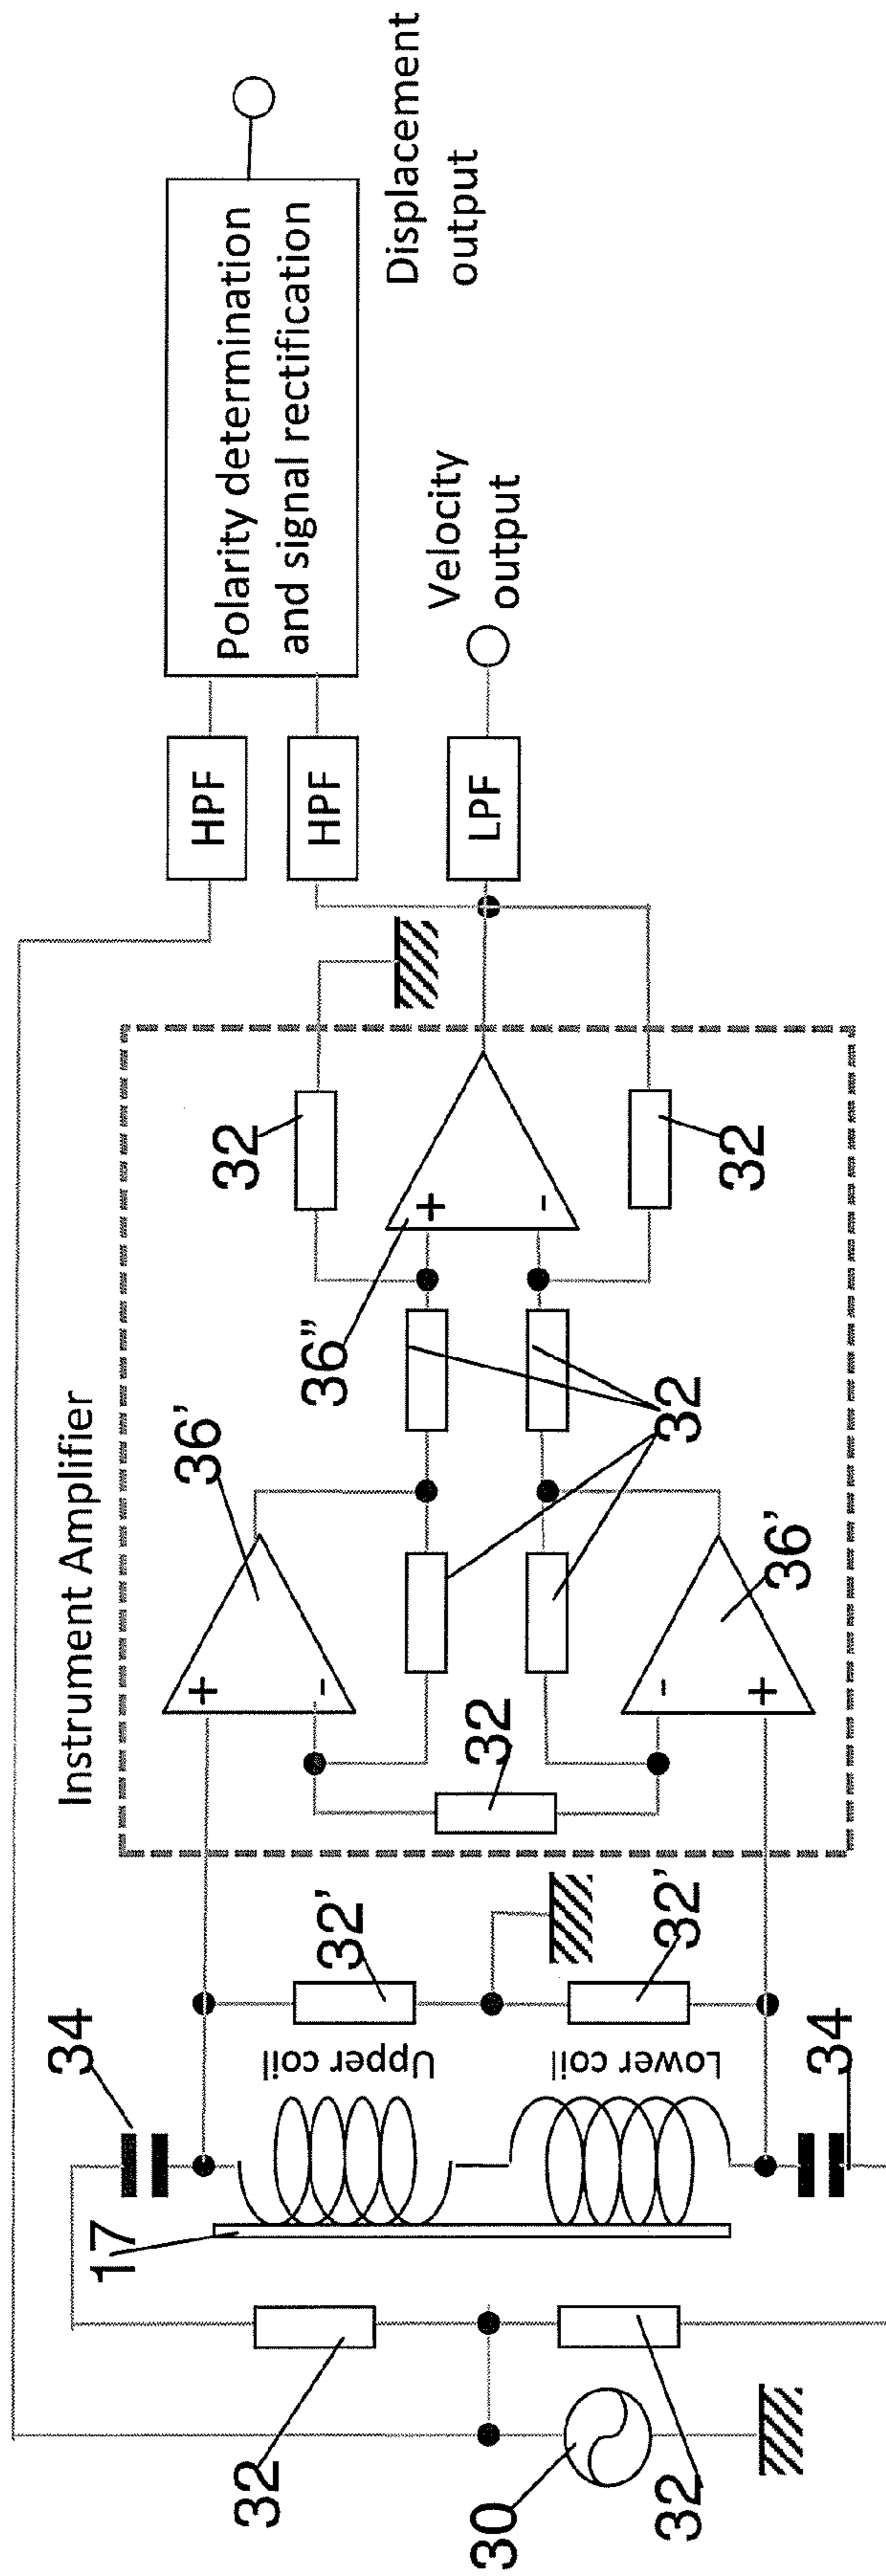 Instrument Amplifier
Polarity determination
and signal rectification
Displacement
output
Velocity
output
HPF
HPF
LPF
34
17
32
30
32
Upper coil
Lower coil
32'
32'
34
36'
+
-
32
-
+
36'
32
36"
+
-
32
32